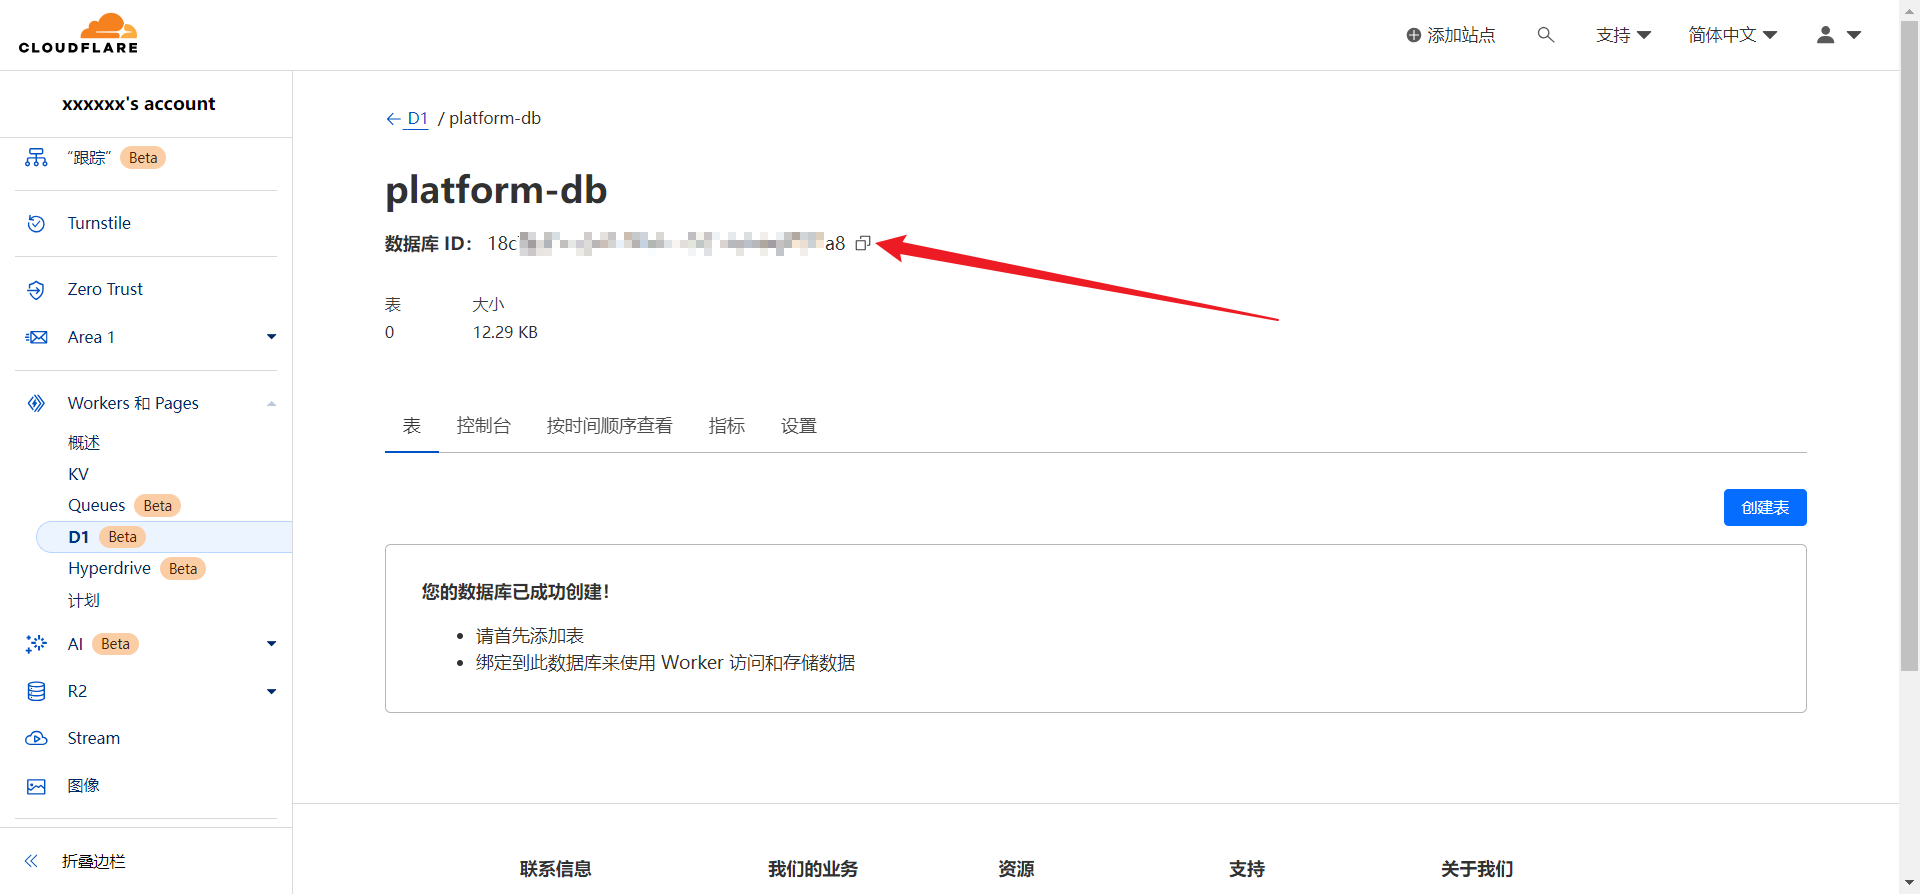 CLOUDFLARE
添加站点
支持
简体中文
xxxxxx's account
“跟踪” Beta
Turnstile
Zero Trust
Area 1
Workers 和 Pages
概述
KV
Queues Beta
D1 Beta
Hyperdrive Beta
计划
AI Beta
R2
Stream
图像
折叠边栏
← D1 / platform-db
platform-db
数据库 ID： 18c a8
表 大小
0 12.29 KB
表 控制台 按时间顺序查看 指标 设置
创建表
您的数据库已成功创建！
• 请首先添加表
• 绑定到此数据库来使用 Worker 访问和存储数据
联系信息 我们的业务 资源 支持 关于我们